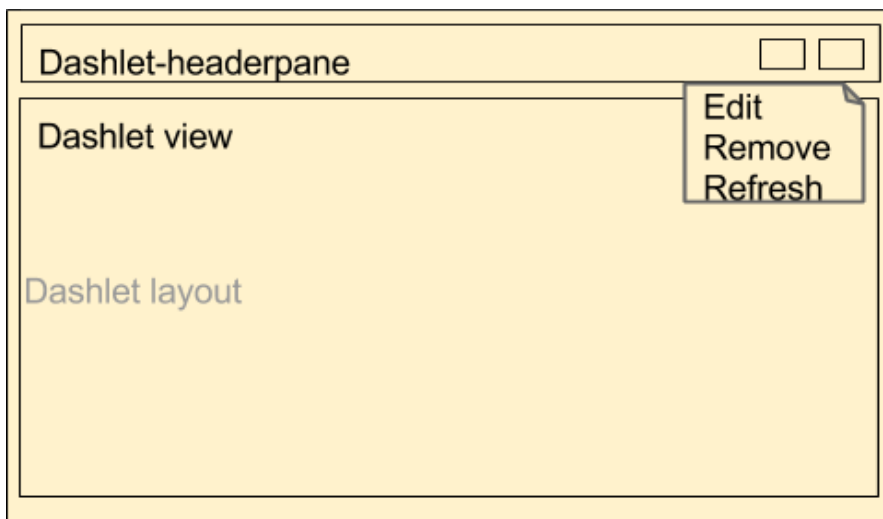 Dashlet-headerpane
Edit
Remove
Refresh
Dashlet view
Dashlet layout